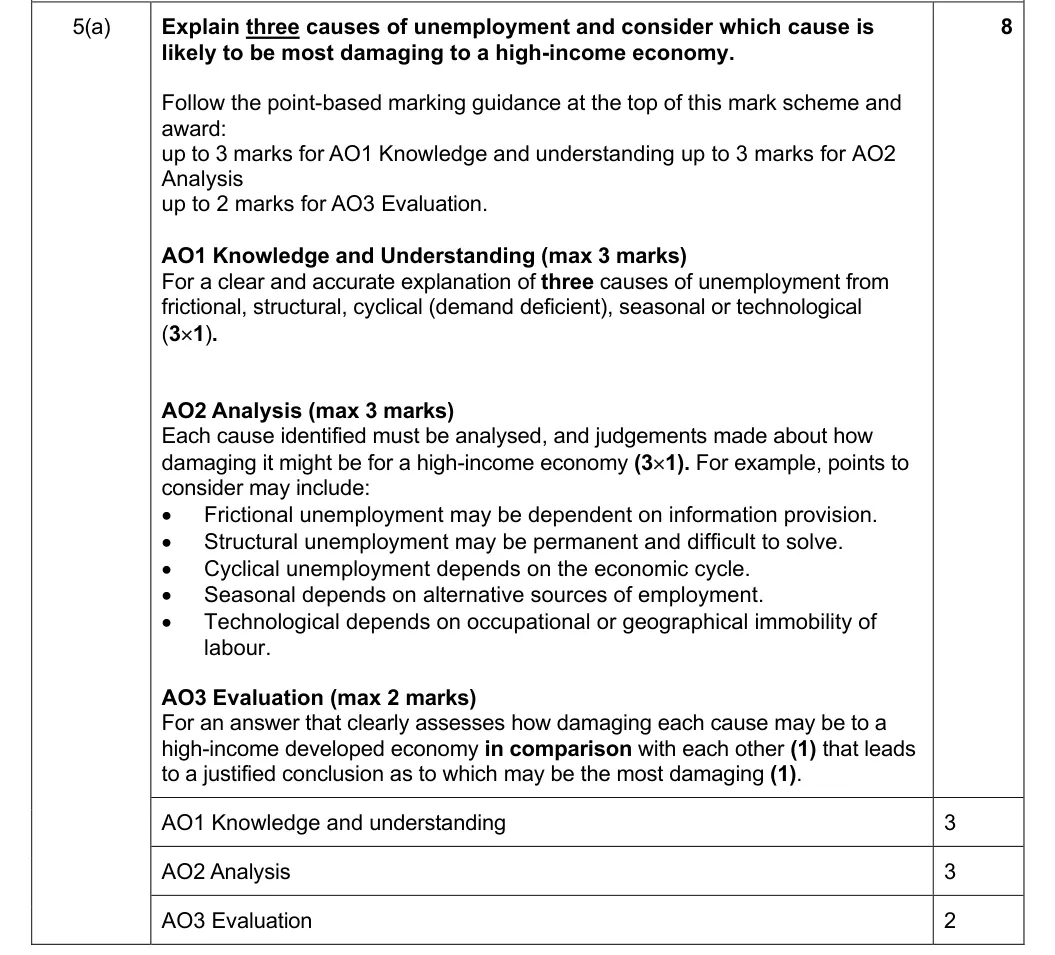 5(a)
Explain three causes of unemployment and consider which cause is
likely to be most damaging to a high-income economy.
8
Follow the point-based marking guidance at the top of this mark scheme and
award:
up to 3 marks for AO1 Knowledge and understanding up to 3 marks for AO2
Analysis
up to 2 marks for AO3 Evaluation.
AO1 Knowledge and Understanding (max 3 marks)
For a clear and accurate explanation of three causes of unemployment from
frictional, structural, cyclical (demand deficient), seasonal or technological
(3×1).
AO2 Analysis (max 3 marks)
Each cause identified must be analysed, and judgements made about how
damaging it might be for a high-income economy (3×1). For example, points to
consider may include:
• Frictional unemployment may be dependent on information provision.
• Structural unemployment may be permanent and difficult to solve.
• Cyclical unemployment depends on the economic cycle.
• Seasonal depends on alternative sources of employment.
• Technological depends on occupational or geographical immobility of
labour.
AO3 Evaluation (max 2 marks)
For an answer that clearly assesses how damaging each cause may be to a
high-income developed economy in comparison with each other (1) that leads
to a justified conclusion as to which may be the most damaging (1).
AO1 Knowledge and understanding 3
AO2 Analysis 3
AO3 Evaluation 2